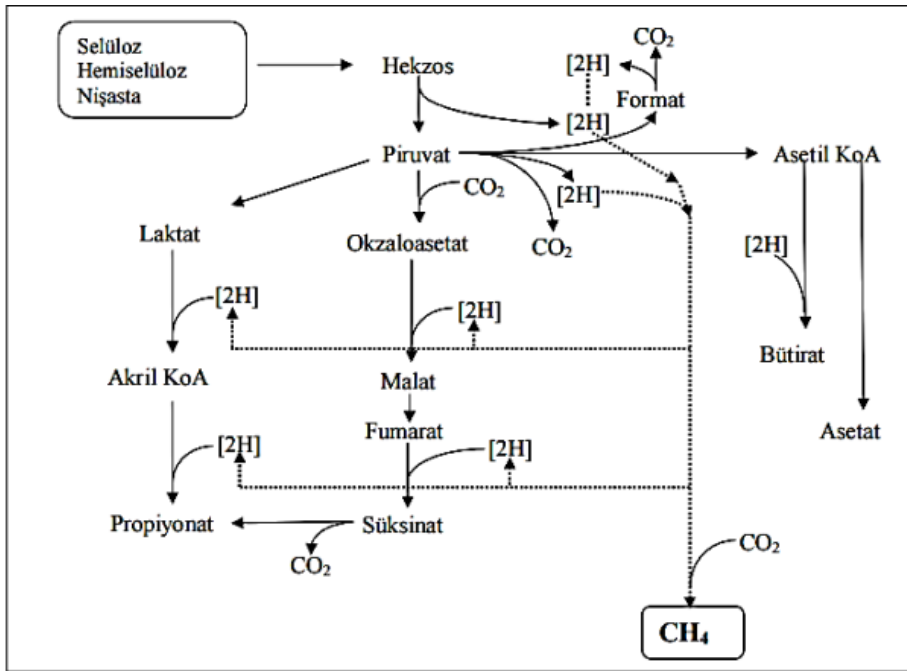 Selüloz
Hemiselüloz
Nişasta
Hekzos
[2H]
CO₂
Format
[2H]
Piruvat
Asetil KoA
CO₂
[2H]
CO₂
Laktat
Okzaloasetat
[2H]
[2H]
[2H]
Bütirat
Akril KoA
Malat
Fumarat
Asetat
[2H]
[2H]
Propiyonat
Süksinat
CO₂
CO₂
CH₄